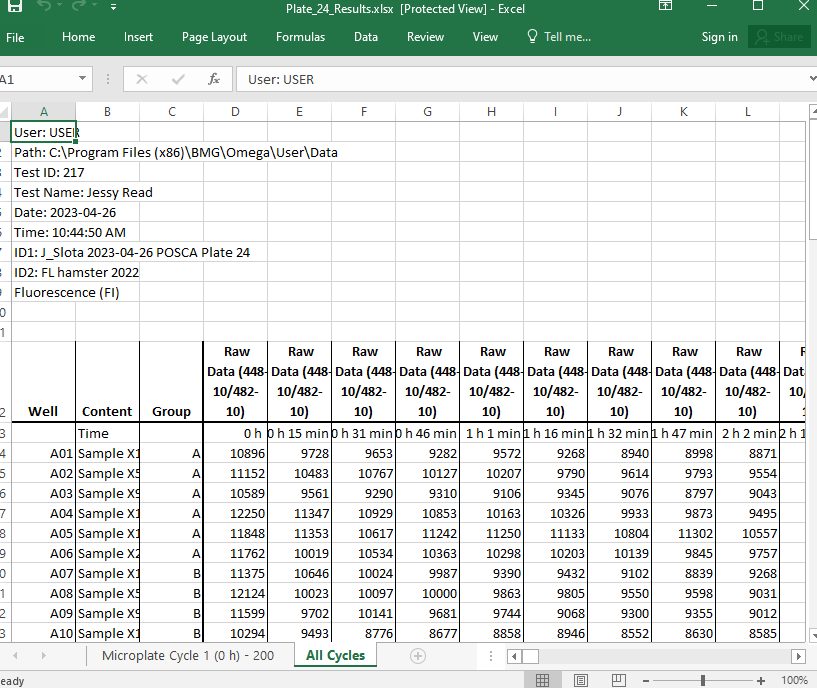 Plate_24_Results.xlsx [Protected View] - Excel
File Home Insert Page Layout Formulas Data Review View Tell me... Sign in Share
A1 fx User: USER
A B C D E F G H I J K L
User: USER
Path: C:\Program Files (x86)\BMG\Omega\User\Data
Test ID: 217
Test Name: Jessy Read
Date: 2023-04-26
Time: 10:44:50 AM
ID1: J_Slota 2023-04-26 POSCA Plate 24
ID2: FL hamster 2022
Fluorescence (FI)
Raw Raw Raw Raw Raw Raw Raw Raw Raw
Data (448- Data (448- Data (448- Data (448- Data (448- Data (448- Data (448- Data (448- Data (448- Dat
10/482- 10/482- 10/482- 10/482- 10/482- 10/482- 10/482- 10/482- 10/482-
Well Content Group 10) 10) 10) 10) 10) 10) 10) 10) 10)
Time 0 h 0 h 15 min 0 h 31 min 0 h 46 min 1 h 1 min 1 h 16 min 1 h 32 min 1 h 47 min 2 h 2 min 2 h 1
A01 Sample X1 A 10896 9728 9653 9282 9572 9268 8940 8998 8871
A02 Sample X5 A 11152 10483 10767 10127 10207 9790 9614 9793 9554
A03 Sample X9 A 10589 9561 9290 9310 9106 9345 9076 8797 9043
A04 Sample X1 A 12250 11347 10929 10853 10163 10326 9933 9873 9495
A05 Sample X1 A 11848 11353 10617 11242 11250 11133 10804 11302 10557
A06 Sample X2 A 11762 10019 10534 10363 10298 10203 10139 9845 9757
A07 Sample X1 B 11375 10646 10024 9987 9390 9432 9102 8839 9268
A08 Sample X5 B 12124 10023 10097 10000 9863 9805 9550 9598 9031
A09 Sample X9 B 11599 9702 10141 9681 9744 9068 9300 9355 9012
A10 Sample X1 B 10294 9493 8776 8677 8858 8946 8552 8630 8585
Microplate Cycle 1 (0 h) - 200 All Cycles
eady 100%